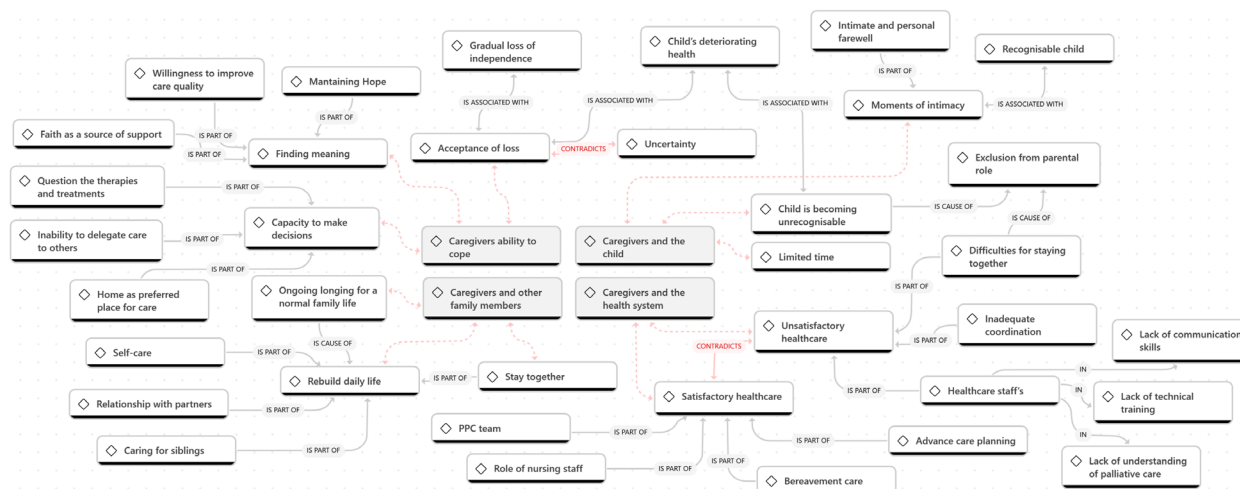 Intimate and personal
farewell
Child's deteriorating
health
Gradual loss of
independence
Recognisable child
Willingness to improve
care quality
Mantaining Hope
IS PART OF
IS ASSOCIATED WITH
IS ASSOCIATED WITH
IS ASSOCIATED WITH
Moments of intimacy
IS ASSOCIATED WITH
IS PART OF
Faith as a source of support
IS PART OF
IS PART OF
Finding meaning
Acceptance of loss
CONTRADICTS
Uncertainty
Exclusion from parental
role
Question the therapies
and treatments
IS PART OF
Capacity to make
decisions
Child is becoming
unrecognisable
IS CAUSE OF
IS CAUSE OF
Inability to delegate care
to others
IS PART OF
Caregivers ability to
cope
Caregivers and the
child
Limited time
Difficulties for staying
together
IS PART OF
Home as preferred
place for care
Ongoing longing for a
normal family life
Caregivers and other
family members
Caregivers and the
health system
IS PART OF
Unsatisfactory
healthcare
Inadequate
coordination
IS PART OF
Lack of communication
skills
IS CAUSE OF
CONTRADICTS
Self-care
IS PART OF
Rebuild daily life
IS PART OF
Stay together
IN
Relationship with partners
IS PART OF
Satisfactory healthcare
IS PART OF
Healthcare staff's
IN
Lack of technical
training
PPC team
IS PART OF
Caring for siblings
IS PART OF
IS PART OF
Advance care planning
IN
Role of nursing staff
IS PART OF
IS PART OF
Lack of understanding
of palliative care
Bereavement care